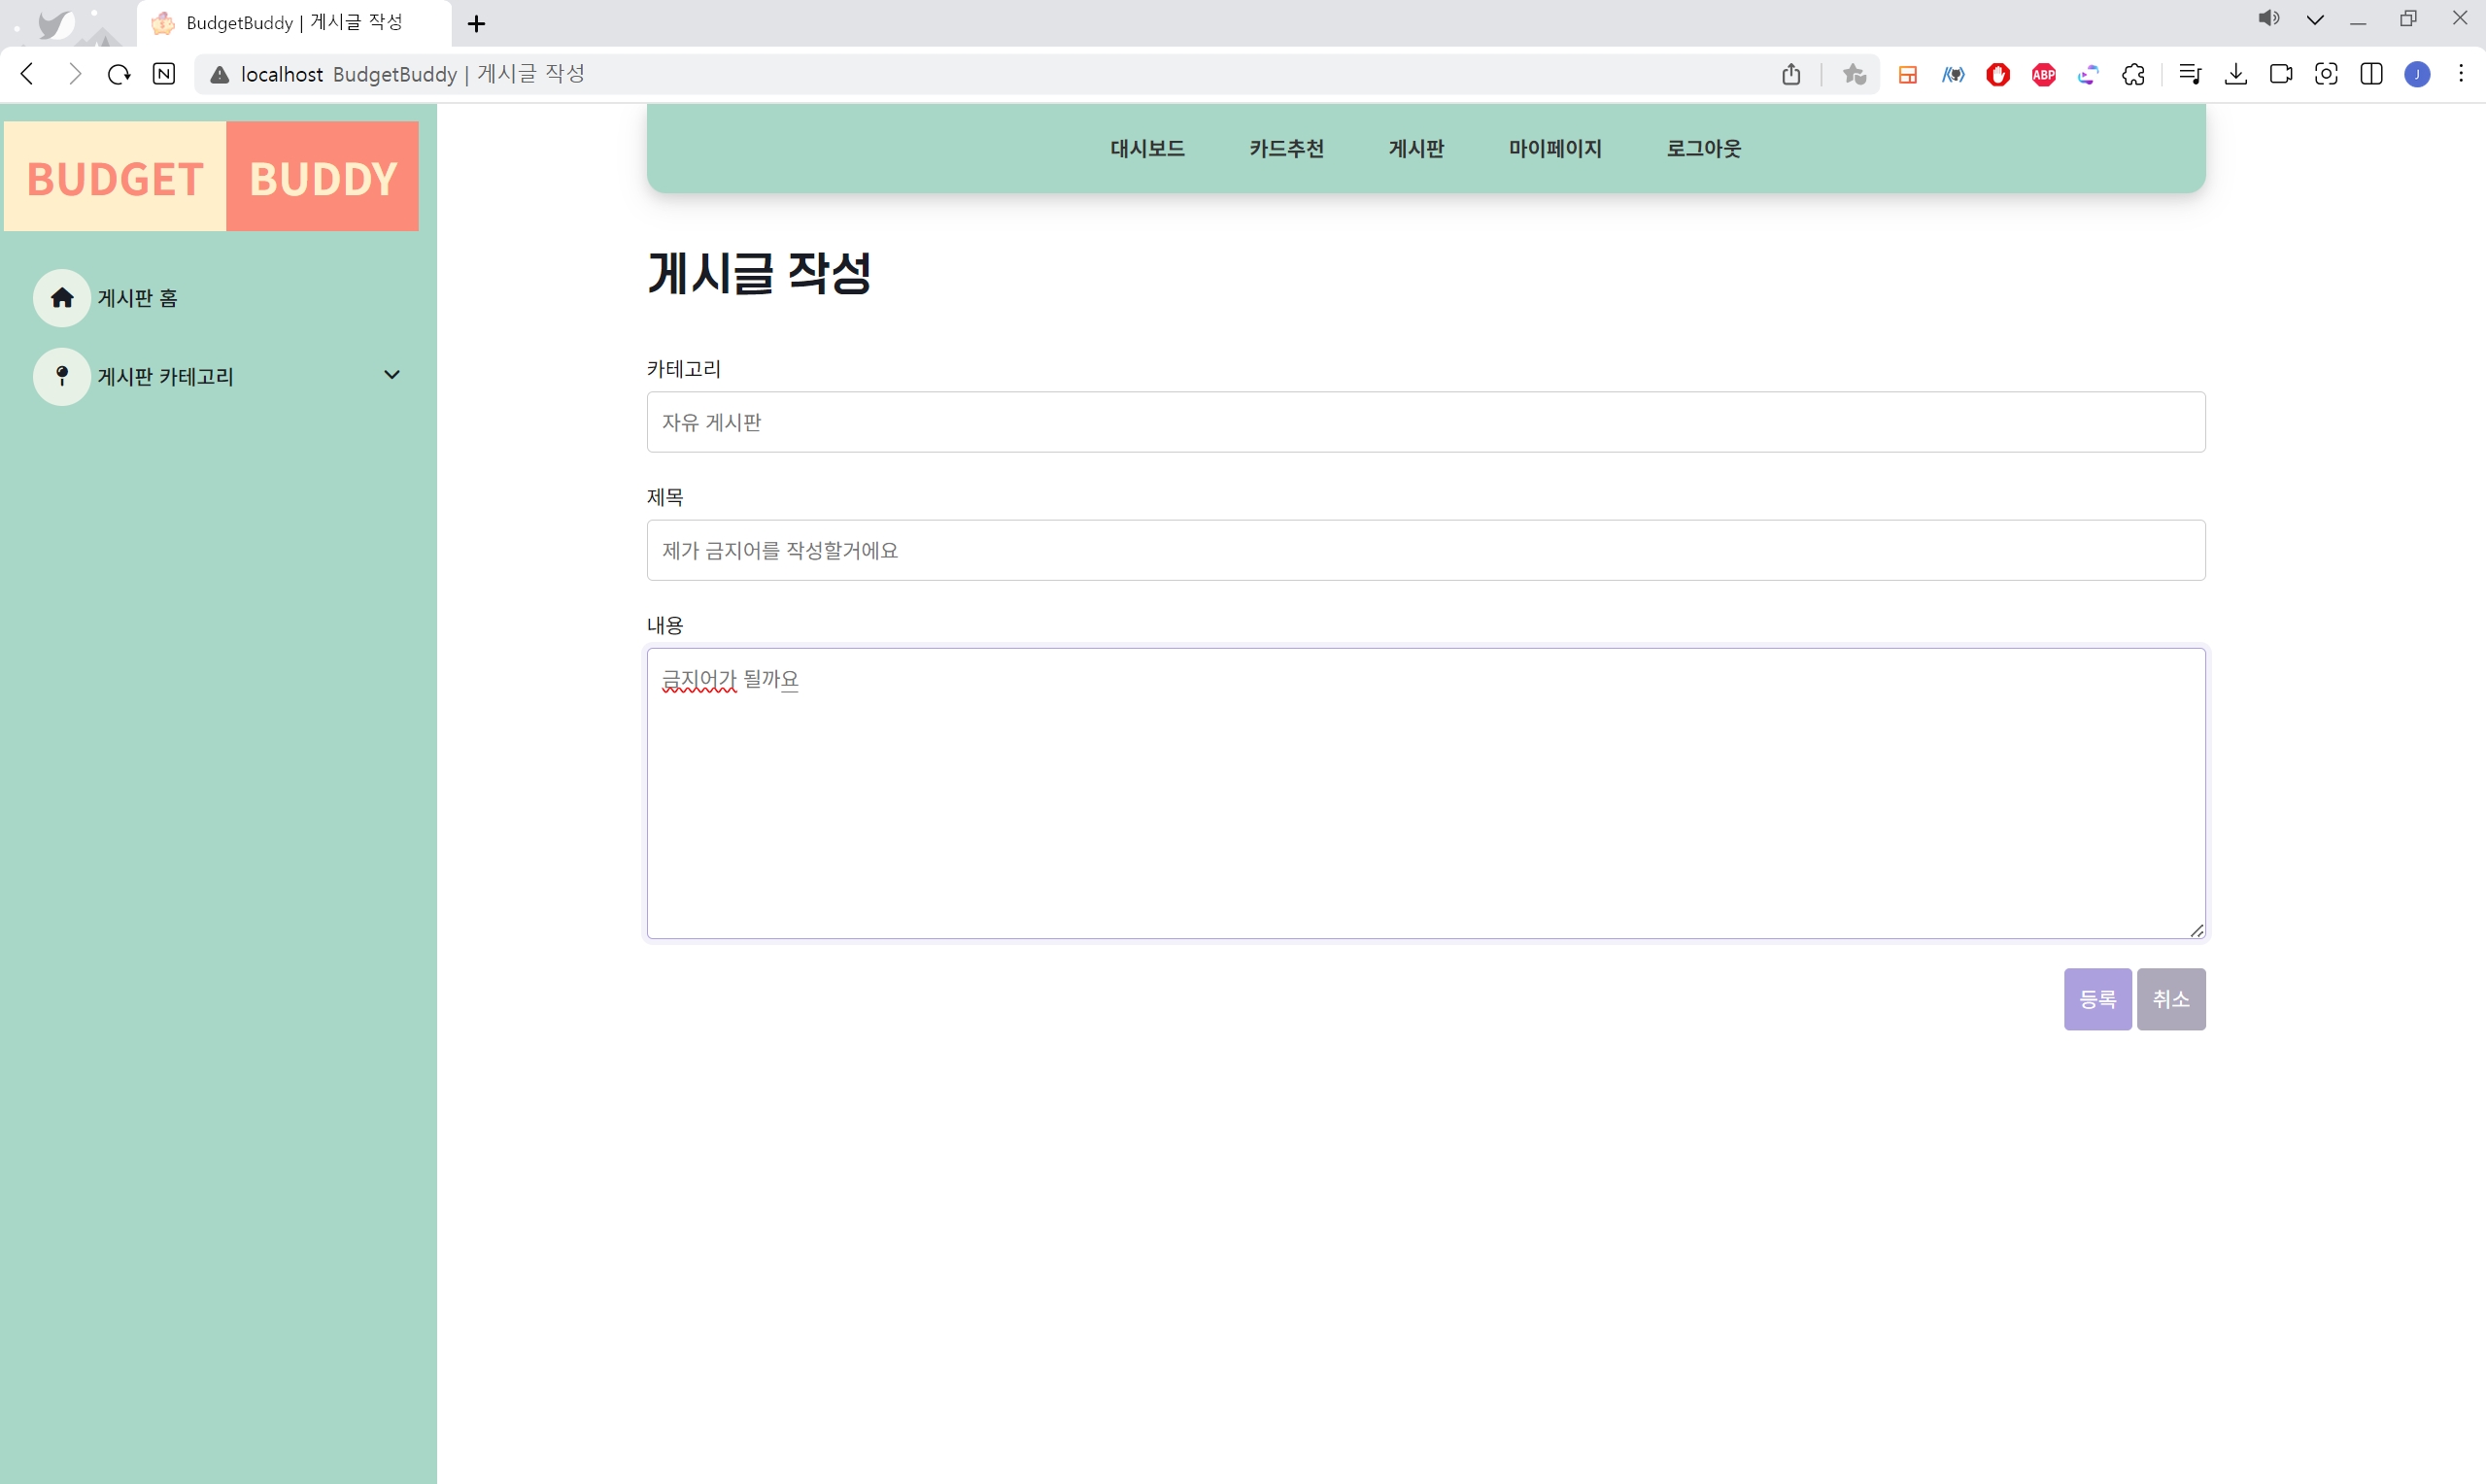 BudgetBuddy | 게시글 작성
localhost BudgetBuddy | 게시글 작성
ABP
J
BUDGET BUDDY
대시보드 카드추천 게시판 마이페이지 로그아웃
게시판 홈
게시판 카테고리
게시글 작성
카테고리
자유 게시판
제목
제가 금지어를 작성할거에요
내용
금지어가 될까요
등록 취소